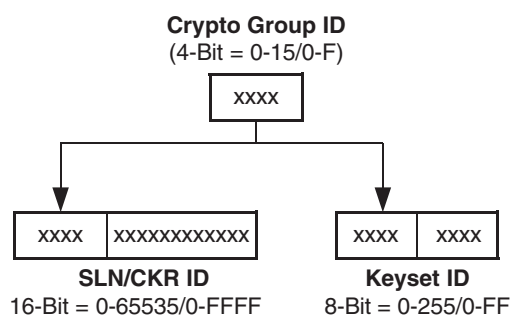 Crypto Group ID
(4-Bit = 0-15/0-F)
xxxx
xxxx xxxxxxxxxxxx xxxx xxxx
SLN/CKR ID Keyset ID
16-Bit = 0-65535/0-FFFF 8-Bit = 0-255/0-FF